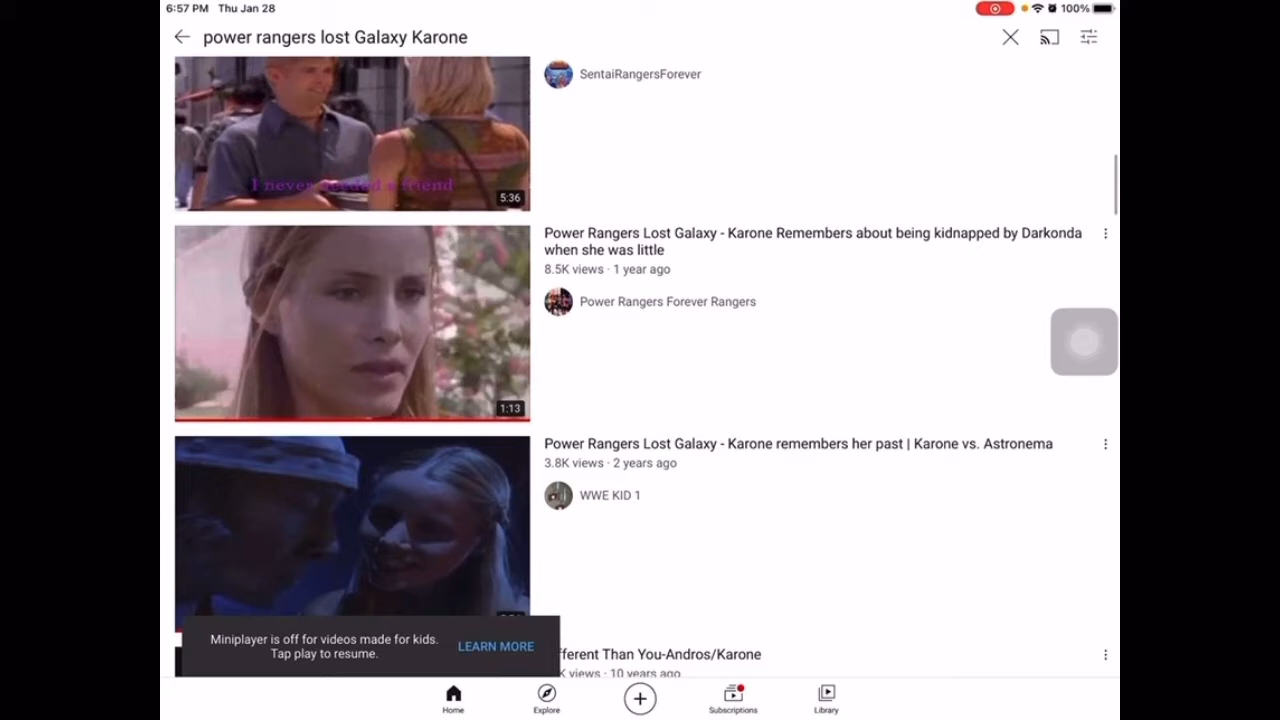 6:57 PM Thu Jan 28
100%
power rangers lost Galaxy Karone
SentaiRangersForever
I never needed a friend
5:36
Power Rangers Lost Galaxy - Karone Remembers about being kidnapped by Darkonda
when she was little
8.5K views · 1 year ago
Power Rangers Forever Rangers
1:13
Power Rangers Lost Galaxy - Karone remembers her past | Karone vs. Astronema
3.8K views · 2 years ago
WWE KID 1
Miniplayer is off for videos made for kids.
Tap play to resume.
LEARN MORE
fferent Than You-Andros/Karone
K views · 10 years ago
Home
Explore
Subscriptions
Library